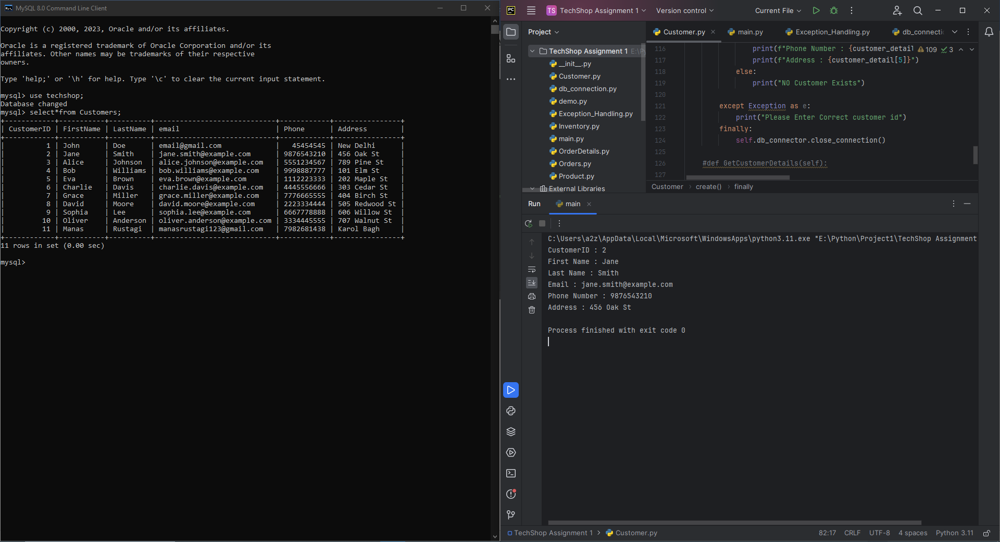 MySQL 8.0 Command Line Client
Copyright (c) 2000, 2023, Oracle and/or its affiliates.
Oracle is a registered trademark of Oracle Corporation and/or its
affiliates. Other names may be trademarks of their respective
owners.
Type 'help;' or '\h' for help. Type '\c' to clear the current input statement.
mysql> use techshop;
Database changed
mysql> select*from Customers;
+------------+-----------+----------+-----------------------------+------------+----------------+
| CustomerID | FirstName | LastName | email                       | Phone      | Address        |
+------------+-----------+----------+-----------------------------+------------+----------------+
|          1 | John      | Doe      | email@gmail.com             |   45454545 | New Delhi      |
|          2 | Jane      | Smith    | jane.smith@example.com      | 9876543210 | 456 Oak St     |
|          3 | Alice     | Johnson  | alice.johnson@example.com   | 5551234567 | 789 Pine St    |
|          4 | Bob       | Williams | bob.williams@example.com    | 9998887777 | 101 Elm St     |
|          5 | Eva       | Brown    | eva.brown@example.com       | 1112223333 | 202 Maple St   |
|          6 | Charlie   | Davis    | charlie.davis@example.com   | 4445556666 | 303 Cedar St   |
|          7 | Grace     | Miller   | grace.miller@example.com    | 7776665555 | 404 Birch St   |
|          8 | David     | Moore    | david.moore@example.com     | 2223334444 | 505 Redwood St |
|          9 | Sophia    | Lee      | sophia.lee@example.com      | 6667778888 | 606 Willow St  |
|         10 | Oliver    | Anderson | oliver.anderson@example.com | 3334445555 | 707 Walnut St  |
|         11 | Manas     | Rustagi  | manasrustagi123@gmail.com   | 7982681438 | Karol Bagh     |
+------------+-----------+----------+-----------------------------+------------+----------------+
11 rows in set (0.00 sec)
mysql>
PC TS TechShop Assignment 1 Version control Current File
Project
TechShop Assignment 1 E:\Py
__init__.py
Customer.py
db_connection.py
demo.py
Exception_Handling.py
Inventory.py
main.py
OrderDetails.py
Orders.py
Product.py
External Libraries
Customer.py main.py Exception_Handling.py db_connecti
109 3
116 print(f"Phone Number : {customer_detail
117 print(f"Address : {customer_detail[5]}")
118 else:
119 print("NO Customer Exists")
120
121 except Exception as e:
122 print("Please Enter Correct customer id")
123 finally:
124 self.db_connector.close_connection()
125
126 #def GetCustomerDetails(self):
127
Customer > create() > finally
Run main
C:\Users\a2z\AppData\Local\Microsoft\WindowsApps\python3.11.exe "E:\Python\Project1\TechShop Assignment
CustomerID : 2
First Name : Jane
Last Name : Smith
Email : jane.smith@example.com
Phone Number : 9876543210
Address : 456 Oak St
Process finished with exit code 0
TechShop Assignment 1 > Customer.py 82:17 CRLF UTF-8 4 spaces Python 3.11